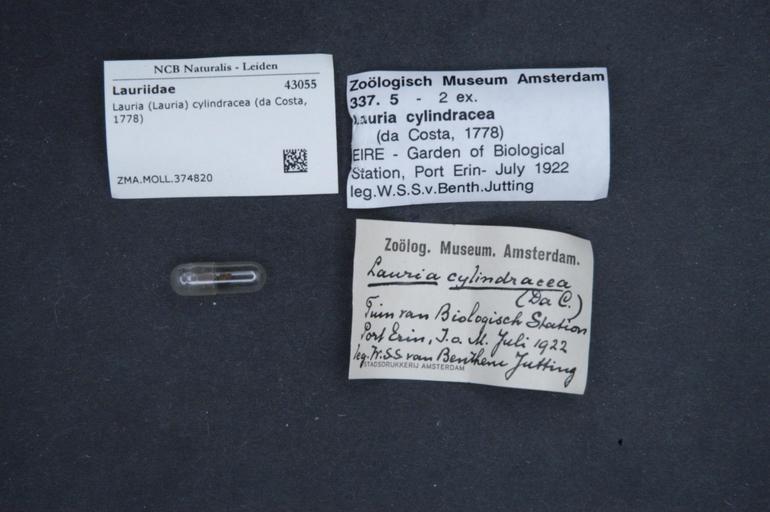 NCB Naturalis - Leiden
Lauriidae 43055
Lauria (Lauria) cylindracea (da Costa,
1778)
ZMA.MOLL.374820
Zoölogisch Museum Amsterdam
337. 5 - 2 ex.
Lauria cylindracea
(da Costa, 1778)
EIRE - Garden of Biological
Station, Port Erin- July 1922
leg.W.S.S.v.Benth.Jutting
Zoölog. Museum. Amsterdam.
Lauria cylindracea
(Da C.)
Tuin van Biologisch Station
Port Erin, I.o.M. Juli 1922
leg. W.S.S. van Benthem Jutting
STADSDRUKKERIJ AMSTERDAM